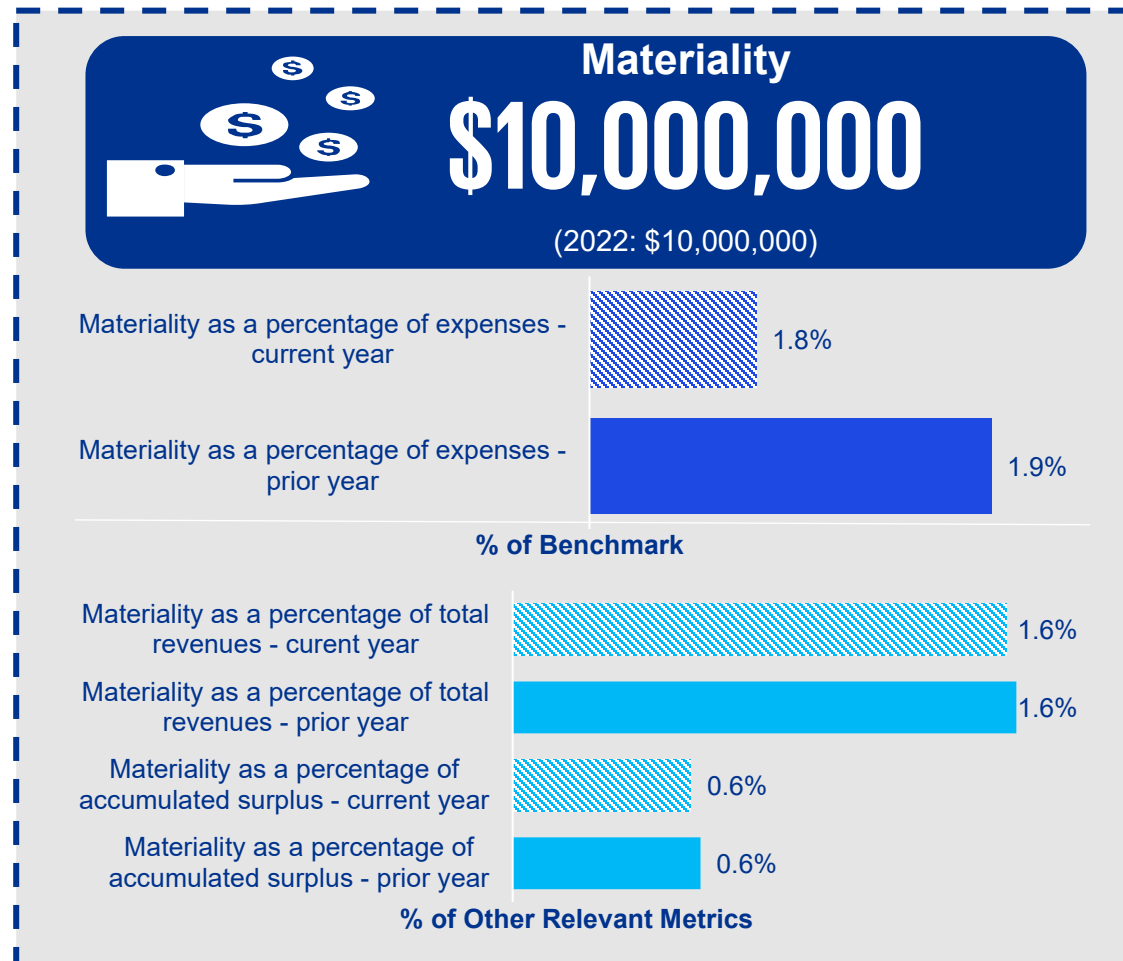 Materiality
$ $ $ $
$10,000,000
(2022: $10,000,000)
Materiality as a percentage of expenses -
current year
1.8%
Materiality as a percentage of expenses -
prior year
1.9%
% of Benchmark
Materiality as a percentage of total
revenues - curent year
1.6%
Materiality as a percentage of total
revenues - prior year
1.6%
Materiality as a percentage of
accumulated surplus - current year
0.6%
Materiality as a percentage of
accumulated surplus - prior year
0.6%
% of Other Relevant Metrics